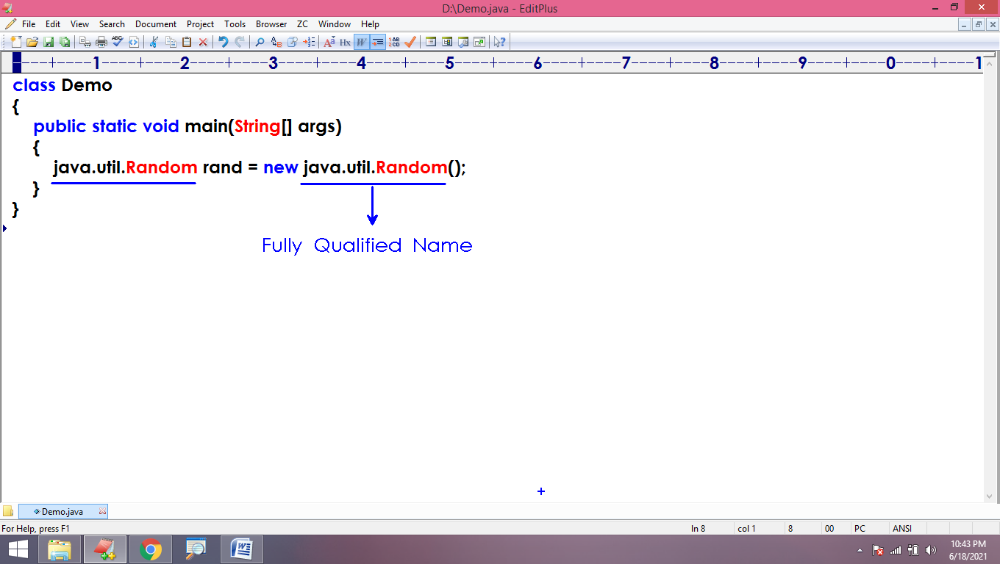 D:\Demo.java - EditPlus
File Edit View Search Document Project Tools Browser ZC Window Help
----+----1----+----2----+----3----+----4----+----5----+----6----+----7----+----8----+----9----+----0----+----1
class Demo
{
public static void main(String[] args)
{
java.util.Random rand = new java.util.Random();
}
}
Fully Qualified Name
Demo.java
For Help, press F1 ln 8 col 1 8 00 PC ANSI
10:43 PM
6/18/2021